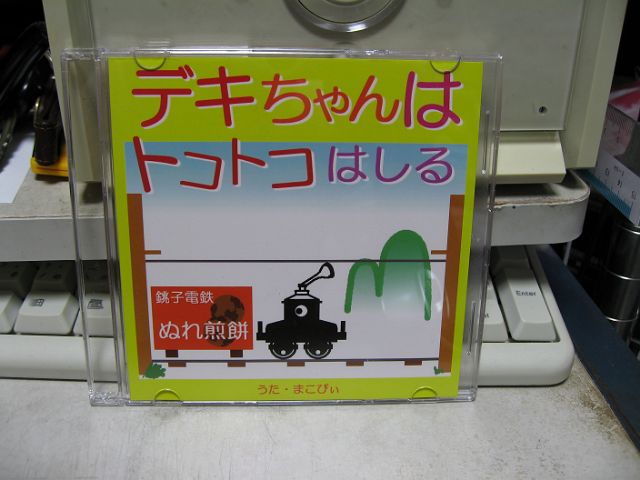 デキちゃんは
トコトコはしる
銚子電鉄
ぬれ煎餅
うた・まこぴぃ
Enter